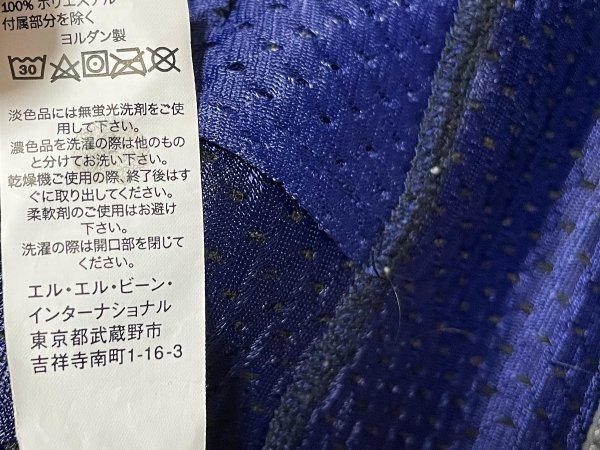 100% ポリエステル
付属部分を除く
ヨルダン製
30
淡色品には無蛍光洗剤をご使
用して下さい。
濃色品を洗濯の際は他のもの
と分けてお洗い下さい。
乾燥機ご使用の際、終了後はす
ぐに取り出してください。
柔軟剤のご使用はお避け
下さい。
洗濯の際は開口部を閉じて
ください。
エル・エル・ビーン・
インターナショナル
東京都武蔵野市
吉祥寺南町1-16-3